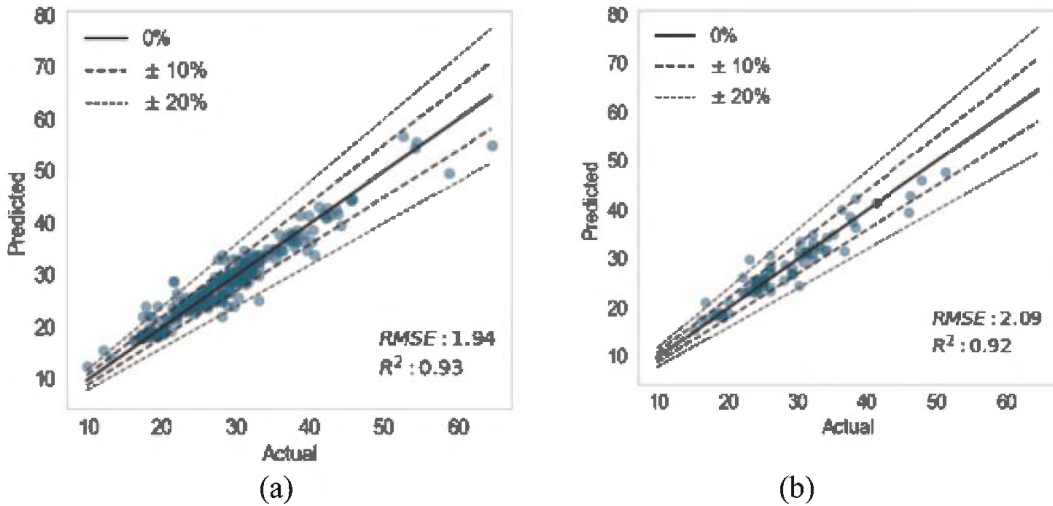 80
70
60
50
40
30
20
10
Predicted
0%
± 10%
± 20%
RMSE : 1.94
R² : 0.93
10 20 30 40 50 60
Actual
(a)
80
70
60
50
40
30
20
10
Predicted
0%
± 10%
± 20%
RMSE : 2.09
R² : 0.92
10 20 30 40 50 60
Actual
(b)